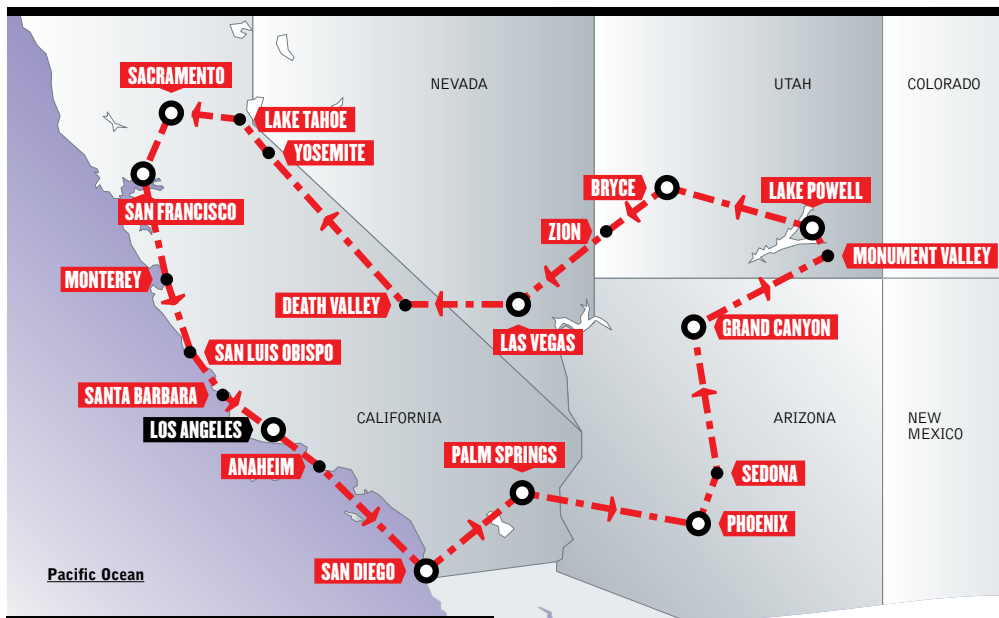 SACRAMENTO
NEVADA
UTAH
COLORADO
LAKE TAHOE
YOSEMITE
BRYCE
LAKE POWELL
SAN FRANCISCO
ZION
MONUMENT VALLEY
MONTEREY
DEATH VALLEY
LAS VEGAS
GRAND CANYON
SAN LUIS OBISPO
SANTA BARBARA
LOS ANGELES
CALIFORNIA
ARIZONA
NEW
MEXICO
ANAHEIM
PALM SPRINGS
SEDONA
PHOENIX
SAN DIEGO
Pacific Ocean